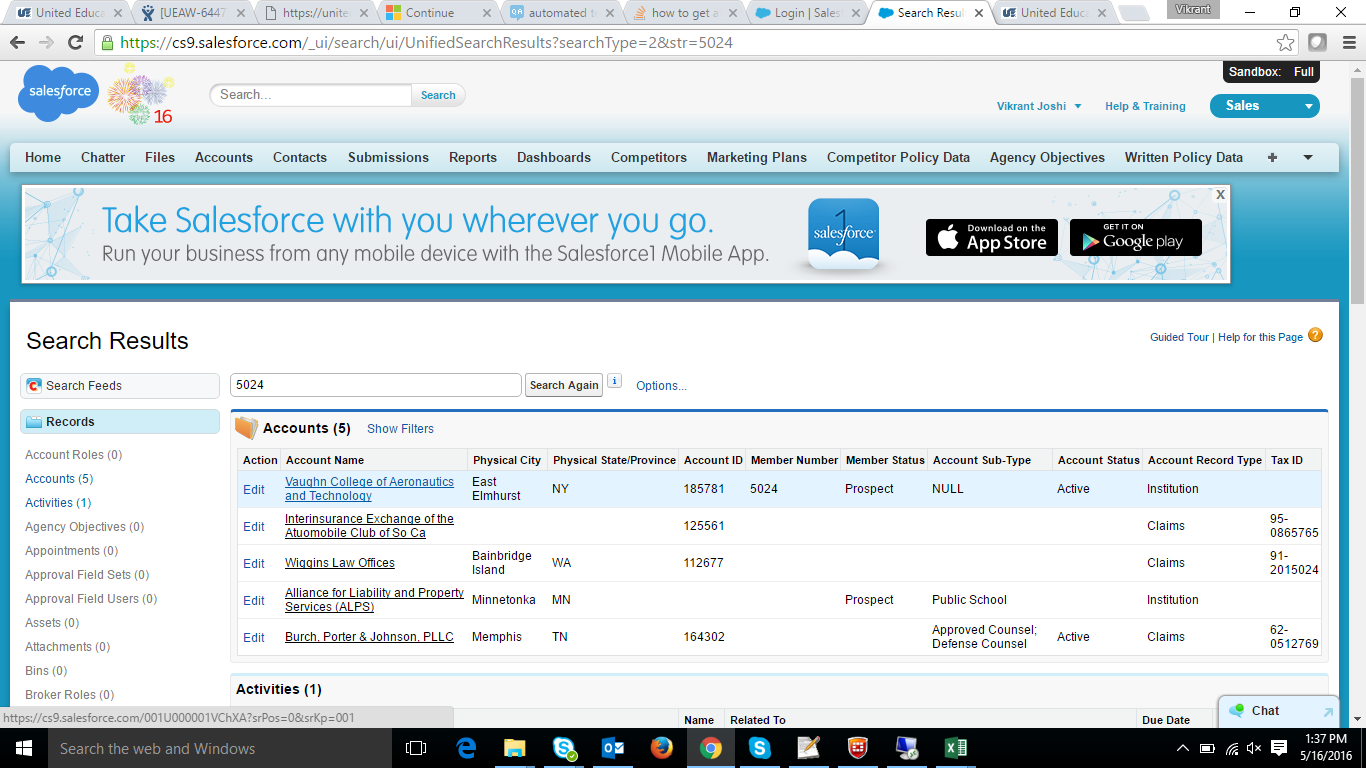 United Educ
[UEAW-6447
https://unite
Continue
automated t
how to get a
Login | Sales
Search Resul
United Educ
Vikrant
https://cs9.salesforce.com/_ui/search/ui/UnifiedSearchResults?searchType=2&str=5024
Sandbox: Full
salesforce
16
Search...
Search
Vikrant Joshi
Help & Training
Sales
Home Chatter Files Accounts Contacts Submissions Reports Dashboards Competitors Marketing Plans Competitor Policy Data Agency Objectives Written Policy Data +
Take Salesforce with you wherever you go.
Run your business from any mobile device with the Salesforce1 Mobile App.
1
salesforce
Download on the
App Store
GET IT ON
Google play
X
Search Results
Guided Tour | Help for this Page ?
Search Feeds
5024
Search Again
i
Options...
Records
Account Roles (0)
Accounts (5)
Activities (1)
Agency Objectives (0)
Appointments (0)
Approval Field Sets (0)
Approval Field Users (0)
Assets (0)
Attachments (0)
Bins (0)
Broker Roles (0)
Accounts (5) Show Filters
Action Account Name Physical City Physical State/Province Account ID Member Number Member Status Account Sub-Type Account Status Account Record Type Tax ID
Edit Vaughn College of Aeronautics and Technology East Elmhurst NY 185781 5024 Prospect NULL Active Institution
Edit Interinsurance Exchange of the Atuomobile Club of So Ca 125561 Claims 95-0865765
Edit Wiggins Law Offices Bainbridge Island WA 112677 Claims 91-2015024
Edit Alliance for Liability and Property Services (ALPS) Minnetonka MN Prospect Public School Institution
Edit Burch, Porter & Johnson, PLLC Memphis TN 164302 Approved Counsel; Defense Counsel Active Claims 62-0512769
Activities (1)
Name Related To Due Date
Chat
https://cs9.salesforce.com/001U000001VChXA?srPos=0&srKp=001
Search the web and Windows
1:37 PM
5/16/2016